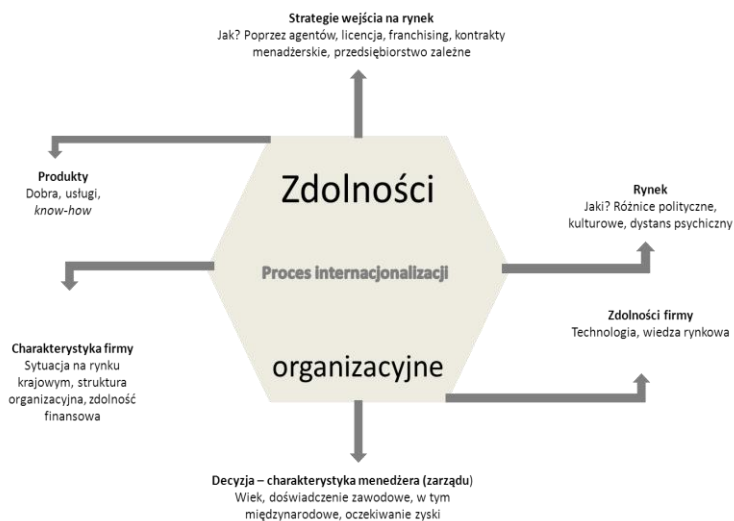 Strategie wejścia na rynek
Jak? Poprzez agentów, licencja, franchising, kontrakty
menadżerskie, przedsiębiorstwo zależne
Produkty
Dobra, usługi,
know-how
Zdolności
Rynek
Jaki? Różnice polityczne,
kulturowe, dystans psychiczny
Proces internacjonalizacji
Zdolności firmy
Technologia, wiedza rynkowa
Charakterystyka firmy
Sytuacja na rynku
krajowym, struktura
organizacyjna, zdolność
finansowa
organizacyjne
Decyzja – charakterystyka menedżera (zarządu)
Wiek, doświadczenie zawodowe, w tym
międzynarodowe, oczekiwanie zyski